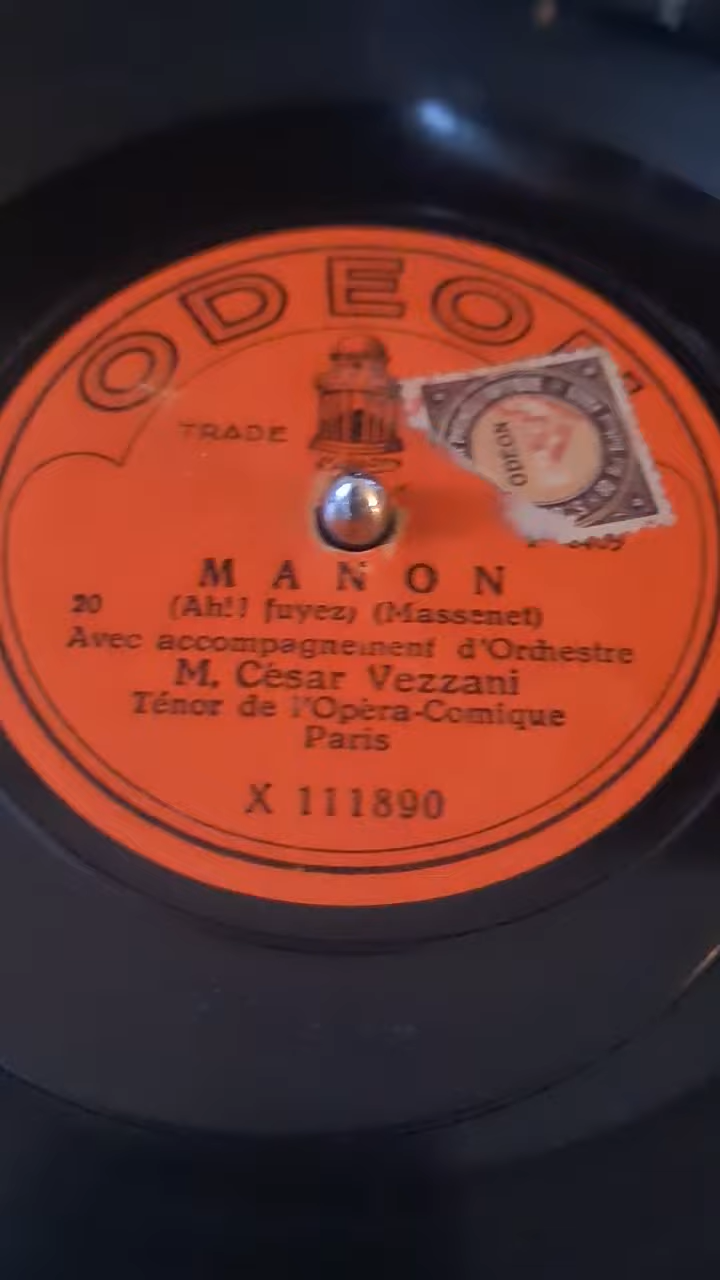 ODEON
TRADE
ODEON
MANON
20 (Ah!! fuyez) (Massenet)
Avec accompagnement d'Orchestre
M. César Vezzani
Ténor de l'Opéra-Comique
Paris
X 111890